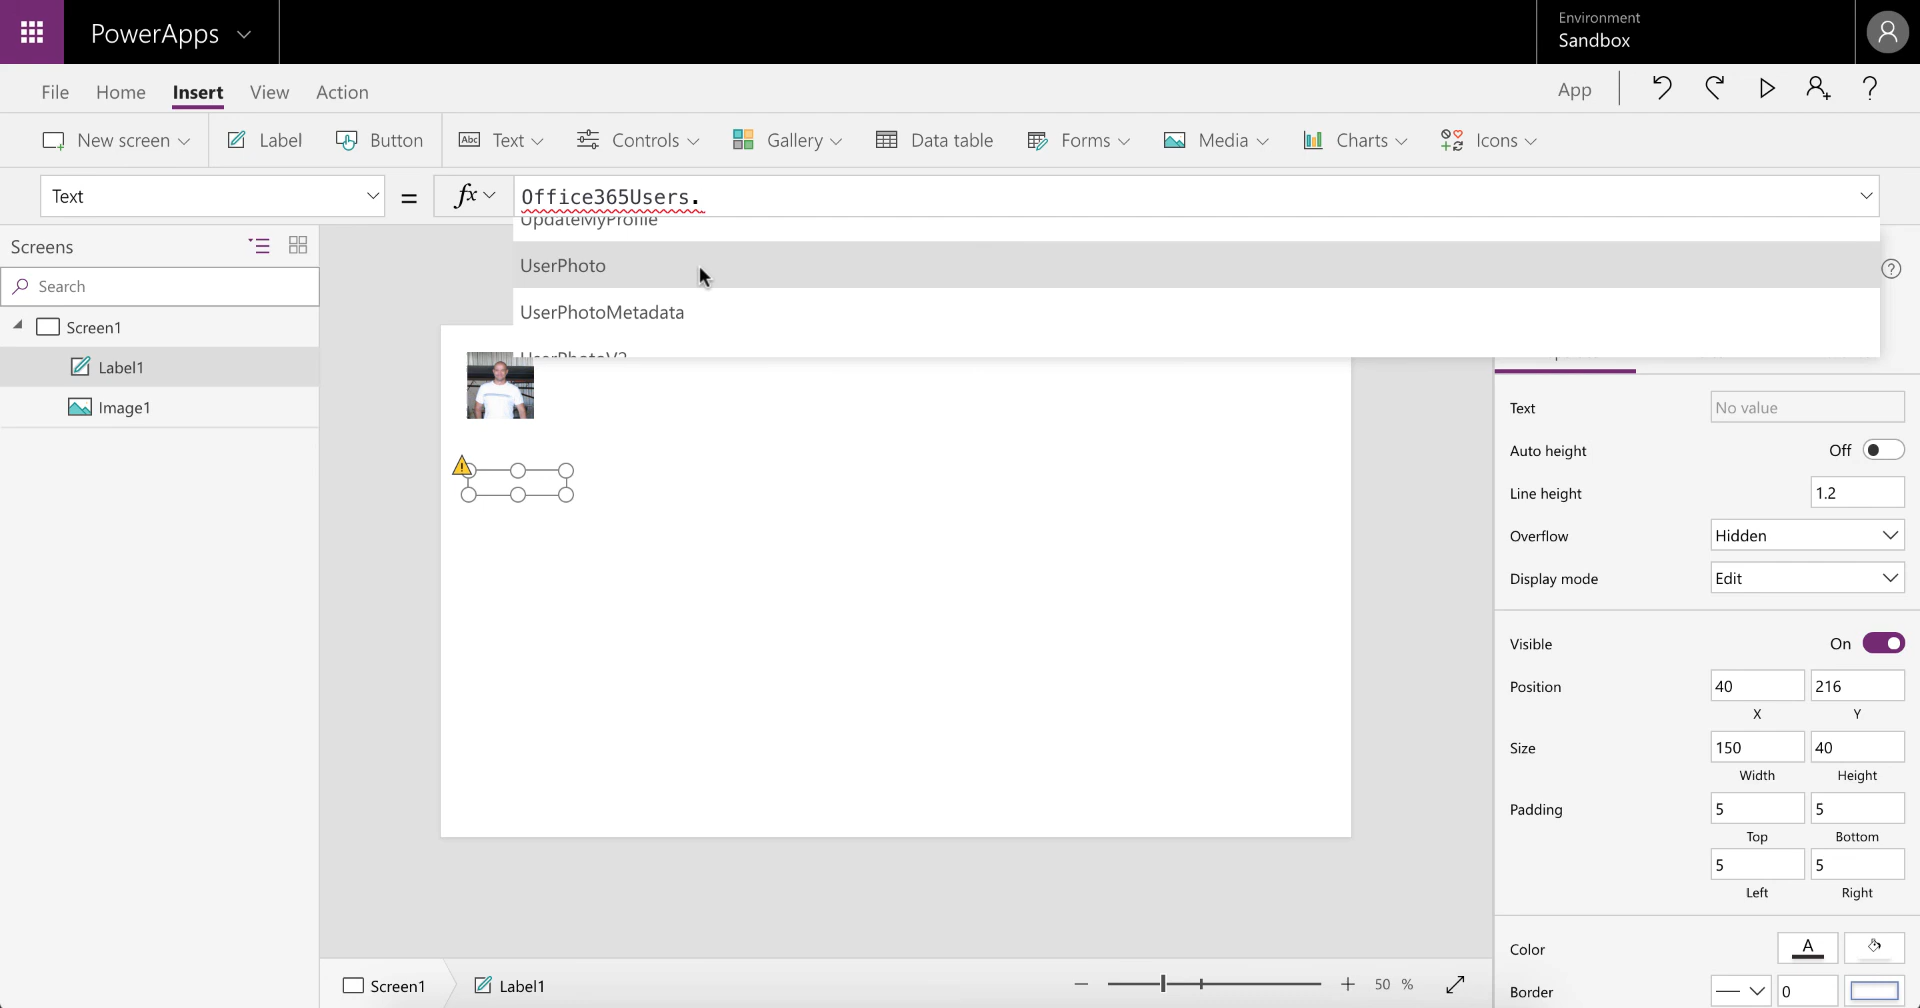 PowerApps
Environment
Sandbox
File Home Insert View Action
App
New screen Label Button Text Controls Gallery Data table Forms Media Charts Icons
Text = fx Office365Users.
UpdateMyProfile
UserPhoto
UserPhotoMetadata
UserPhotoV2
Screens
Search
Screen1
Label1
Image1
Text No value
Auto height Off
Line height 1.2
Overflow Hidden
Display mode Edit
Visible On
Position 40 216
X Y
Size 150 40
Width Height
Padding 5 5
Top Bottom
5 5
Left Right
Color A
Border 0
Screen1 Label1 50 %